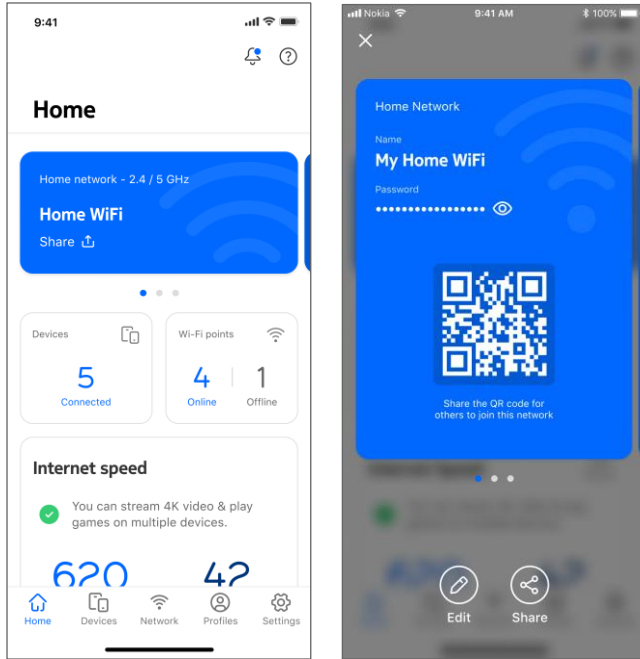 9:41
Home
Home network - 2.4 / 5 GHz
Home WiFi
Share
Devices
5
Connected
Wi-Fi points
4
Online
1
Offline
Internet speed
You can stream 4K video & play
games on multiple devices.
620
42
Home
Devices
Network
Profiles
Settings
Nokia
9:41 AM
100%
Home Network
Name
My Home WiFi
Password
Share the QR code for
others to join this network
Internet Speed
Edit
Share